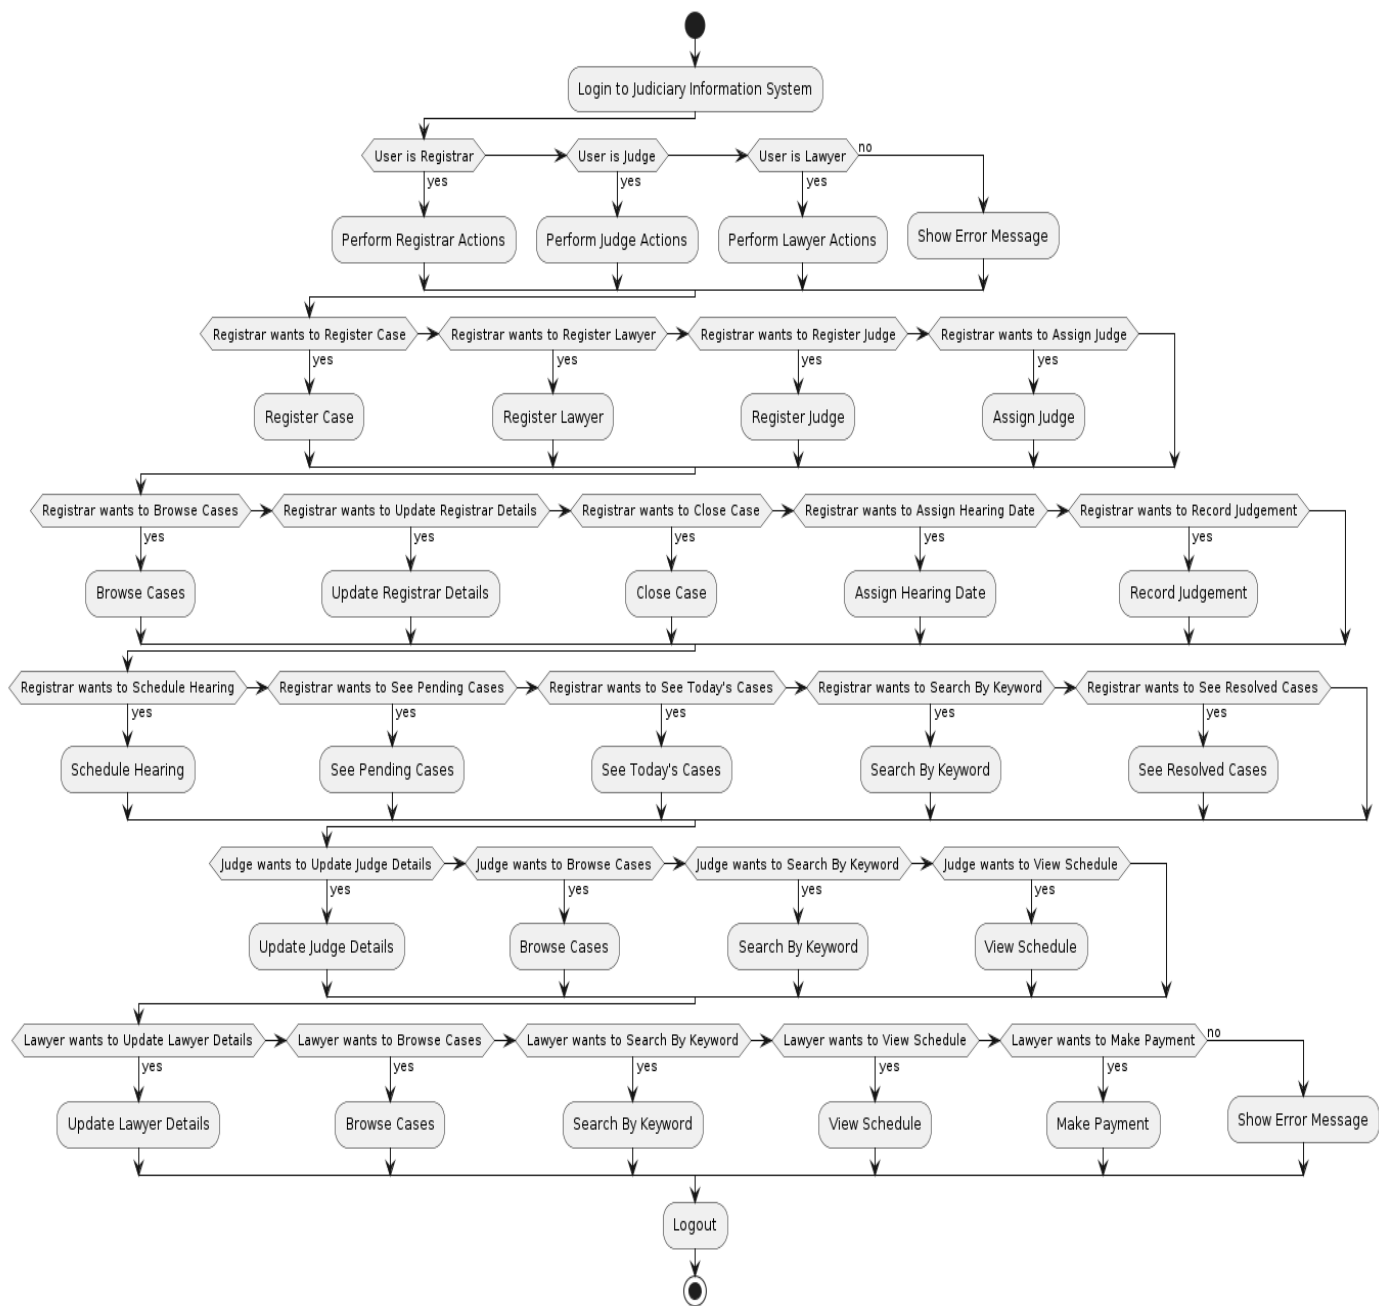 Login to Judiciary Information System
User is Registrar
User is Judge
User is Lawyer
no
yes
yes
yes
Perform Registrar Actions
Perform Judge Actions
Perform Lawyer Actions
Show Error Message
Registrar wants to Register Case
Registrar wants to Register Lawyer
Registrar wants to Register Judge
Registrar wants to Assign Judge
yes
yes
yes
yes
Register Case
Register Lawyer
Register Judge
Assign Judge
Registrar wants to Browse Cases
Registrar wants to Update Registrar Details
Registrar wants to Close Case
Registrar wants to Assign Hearing Date
Registrar wants to Record Judgement
yes
yes
yes
yes
yes
Browse Cases
Update Registrar Details
Close Case
Assign Hearing Date
Record Judgement
Registrar wants to Schedule Hearing
Registrar wants to See Pending Cases
Registrar wants to See Today's Cases
Registrar wants to Search By Keyword
Registrar wants to See Resolved Cases
yes
yes
yes
yes
yes
Schedule Hearing
See Pending Cases
See Today's Cases
Search By Keyword
See Resolved Cases
Judge wants to Update Judge Details
Judge wants to Browse Cases
Judge wants to Search By Keyword
Judge wants to View Schedule
yes
yes
yes
yes
Update Judge Details
Browse Cases
Search By Keyword
View Schedule
Lawyer wants to Update Lawyer Details
Lawyer wants to Browse Cases
Lawyer wants to Search By Keyword
Lawyer wants to View Schedule
Lawyer wants to Make Payment
no
yes
yes
yes
yes
yes
Update Lawyer Details
Browse Cases
Search By Keyword
View Schedule
Make Payment
Show Error Message
Logout